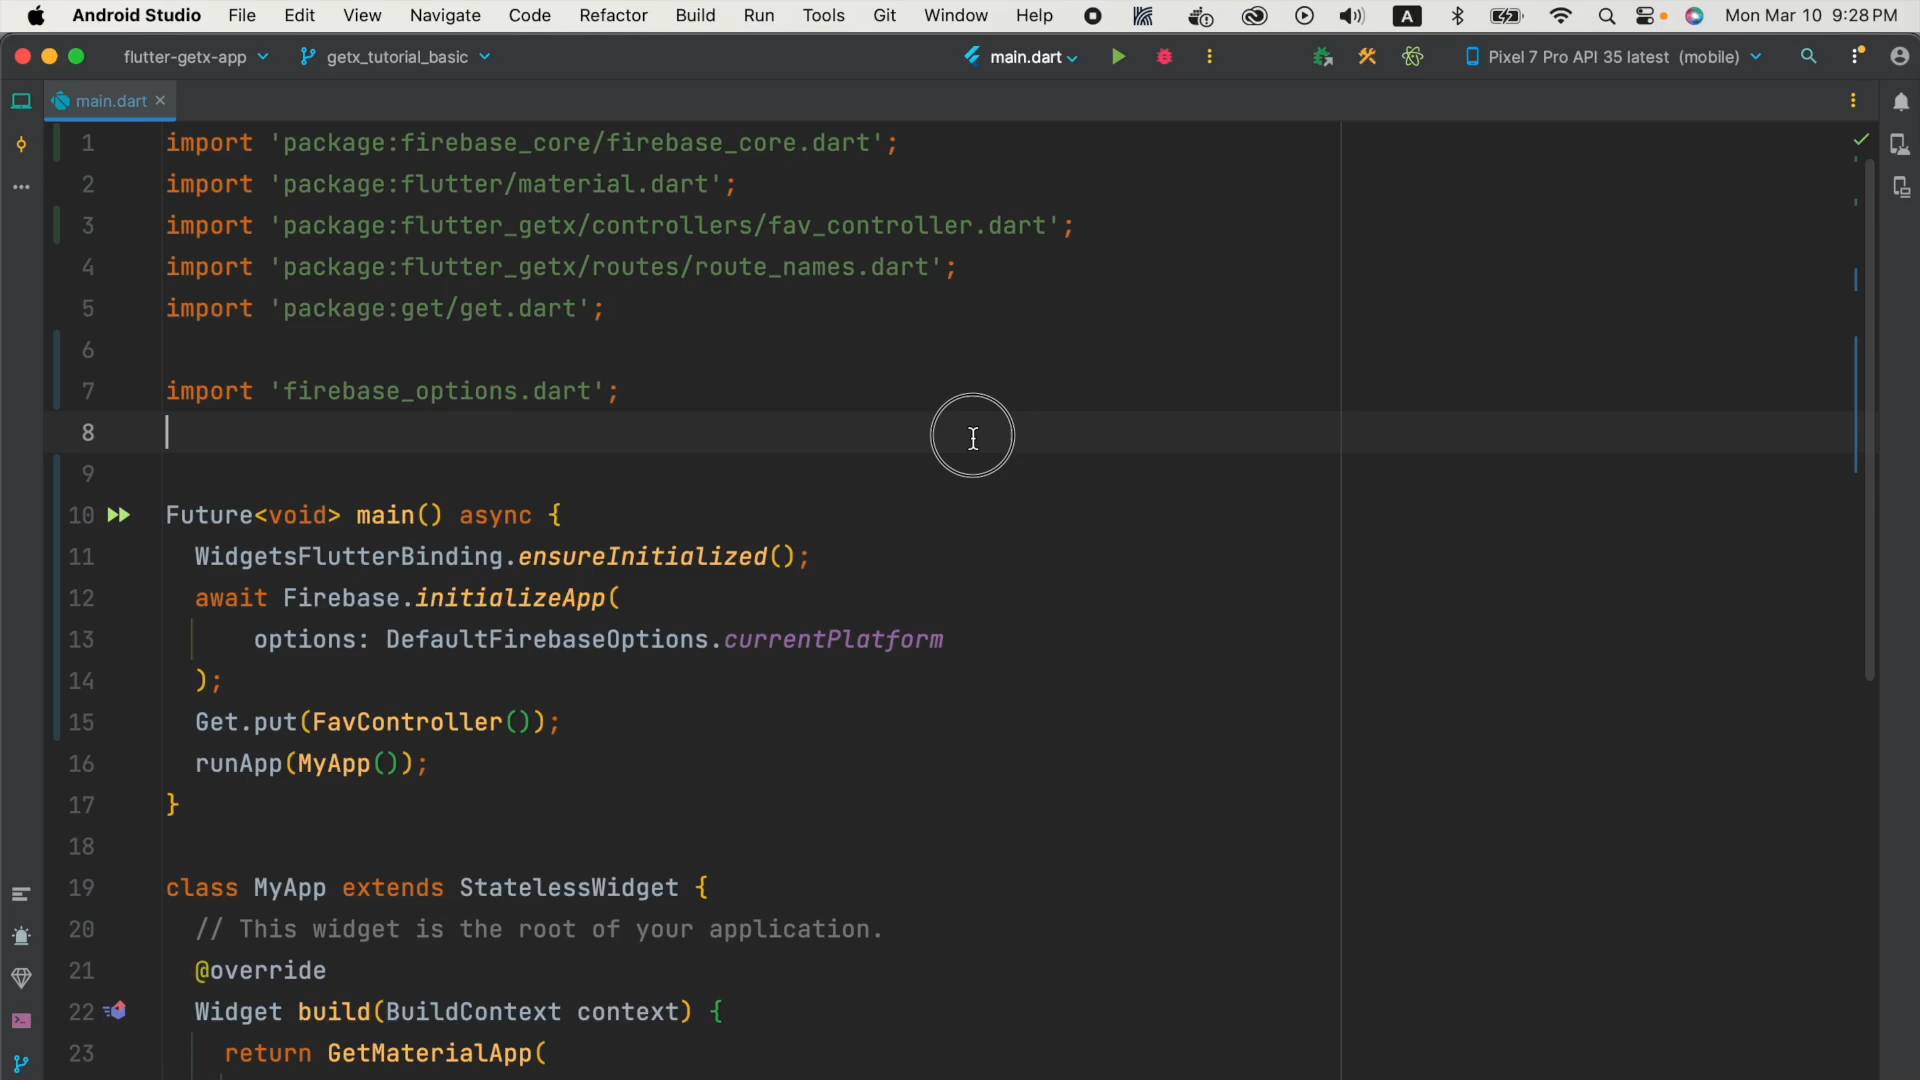 Android Studio File Edit View Navigate Code Refactor Build Run Tools Git Window Help A Mon Mar 10 9:28 PM
flutter-getx-app getx_tutorial_basic main.dart Pixel 7 Pro API 35 latest (mobile)
main.dart
1 import 'package:firebase_core/firebase_core.dart';
2 import 'package:flutter/material.dart';
3 import 'package:flutter_getx/controllers/fav_controller.dart';
4 import 'package:flutter_getx/routes/route_names.dart';
5 import 'package:get/get.dart';
6
7 import 'firebase_options.dart';
8
9
10 Future<void> main() async {
11 WidgetsFlutterBinding.ensureInitialized();
12 await Firebase.initializeApp(
13 options: DefaultFirebaseOptions.currentPlatform
14 );
15 Get.put(FavController());
16 runApp(MyApp());
17 }
18
19 class MyApp extends StatelessWidget {
20 // This widget is the root of your application.
21 @override
22 Widget build(BuildContext context) {
23 return GetMaterialApp(